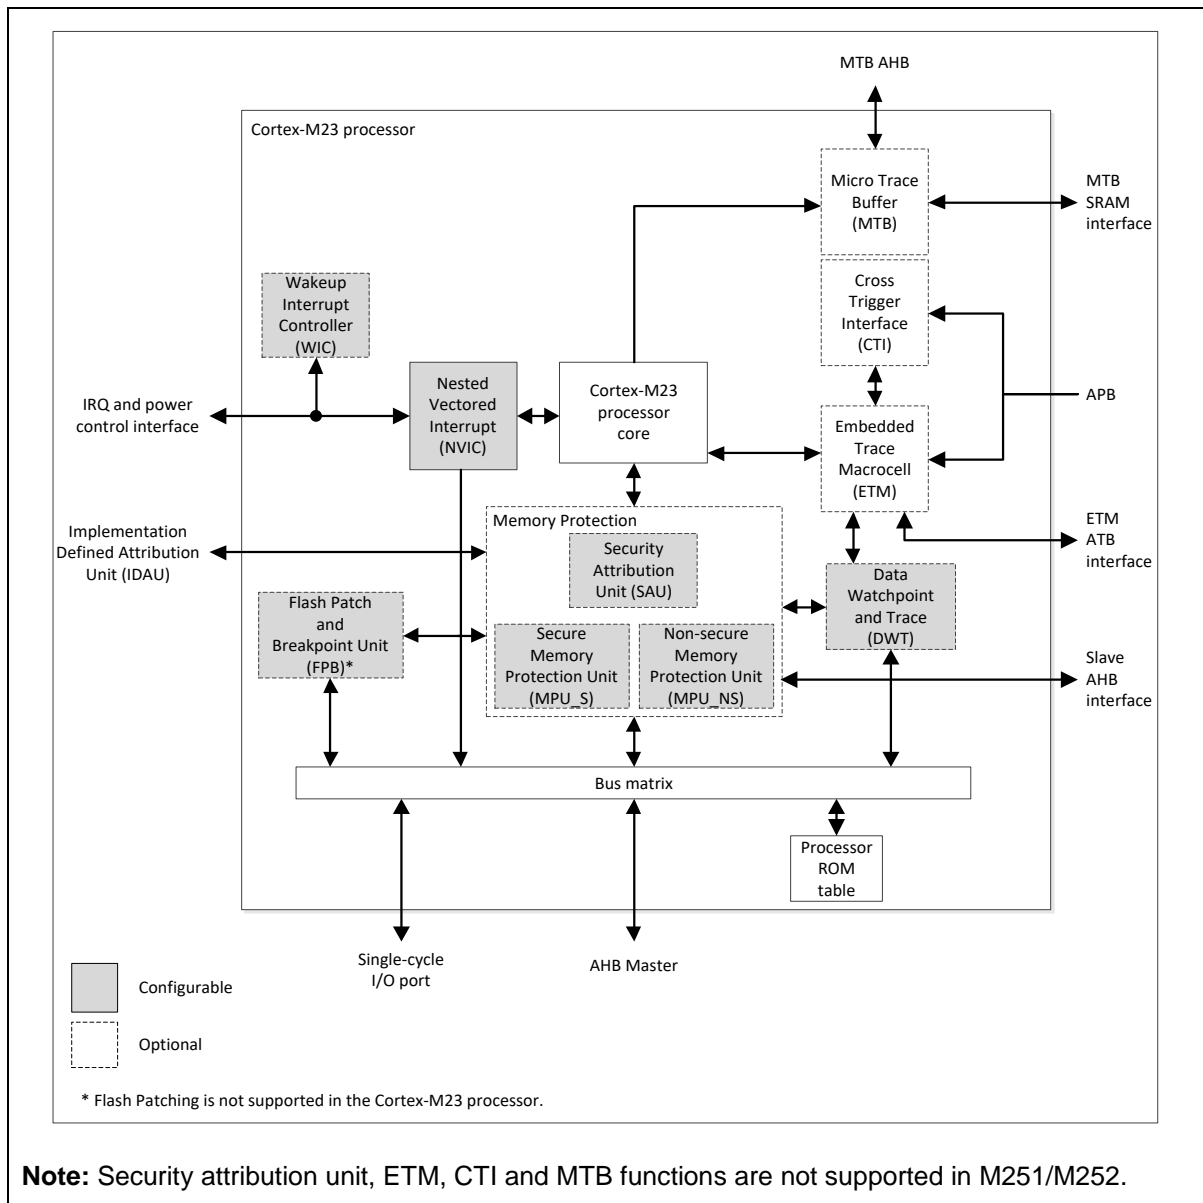 MTB AHB
Cortex-M23 processor
Micro Trace
Buffer
(MTB)
MTB
SRAM
interface
Wakeup
Interrupt
Controller
(WIC)
Cross
Trigger
Interface
(CTI)
IRQ and power
control interface
Nested
Vectored
Interrupt
(NVIC)
Cortex-M23
processor
core
APB
Embedded
Trace
Macrocell
(ETM)
Implementation
Defined Attribution
Unit (IDAU)
Memory Protection
Security
Attribution
Unit (SAU)
ETM
ATB
interface
Flash Patch
and
Breakpoint Unit
(FPB)*
Secure
Memory
Protection Unit
(MPU_S)
Non-secure
Memory
Protection Unit
(MPU_NS)
Data
Watchpoint
and Trace
(DWT)
Slave
AHB
interface
Bus matrix
Processor
ROM
table
Single-cycle
I/O port
AHB Master
Configurable
Optional
* Flash Patching is not supported in the Cortex-M23 processor.
Note: Security attribution unit, ETM, CTI and MTB functions are not supported in M251/M252.